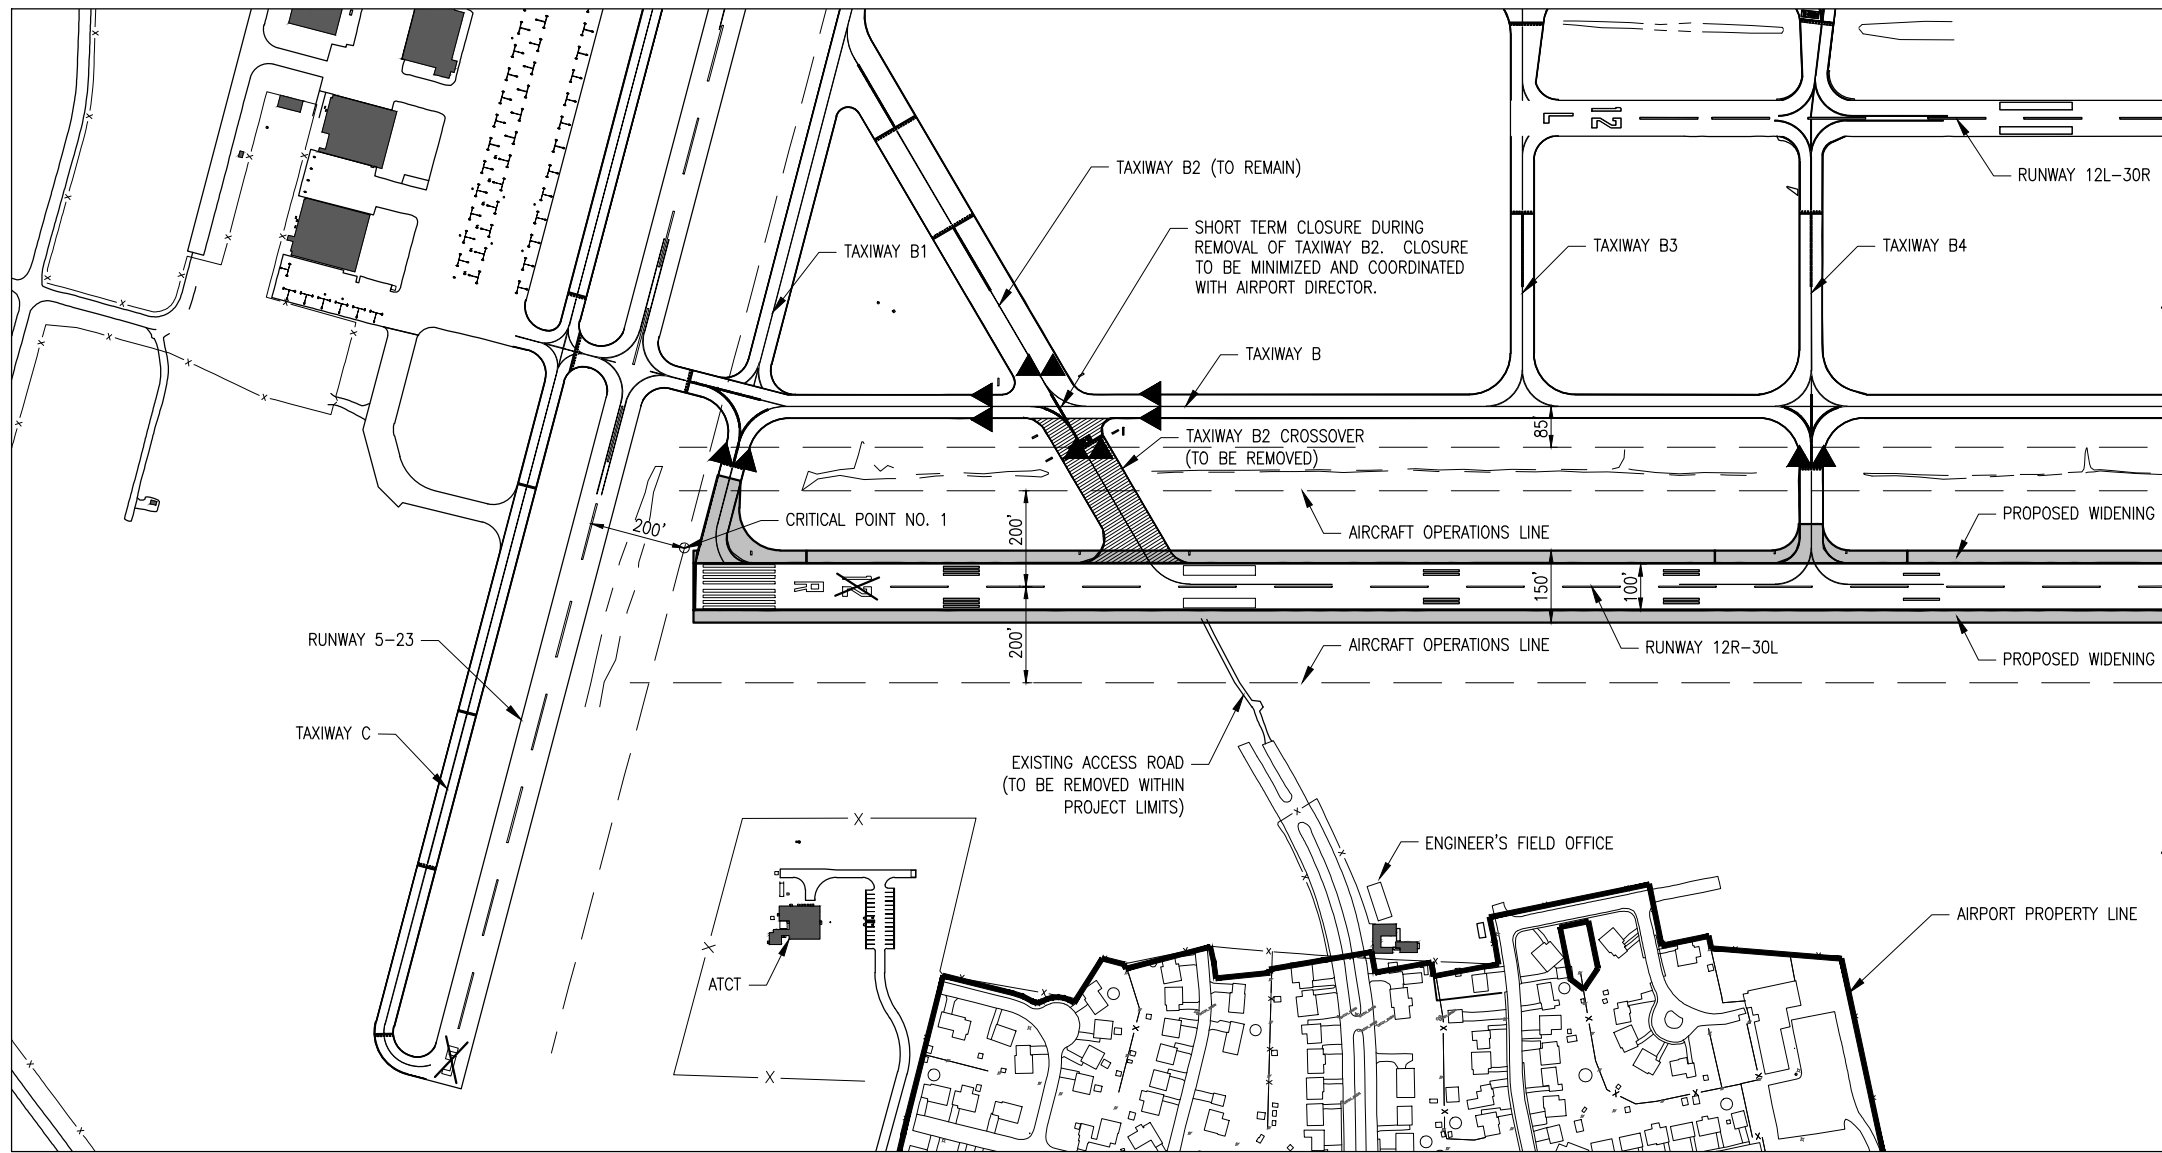 12
L
TAXIWAY B2 (TO REMAIN)
RUNWAY 12L-30R
SHORT TERM CLOSURE DURING
REMOVAL OF TAXIWAY B2. CLOSURE
TO BE MINIMIZED AND COORDINATED
WITH AIRPORT DIRECTOR.
TAXIWAY B1
TAXIWAY B3
TAXIWAY B4
TAXIWAY B
85'
TAXIWAY B2 CROSSOVER
(TO BE REMOVED)
200'
CRITICAL POINT NO. 1
200'
AIRCRAFT OPERATIONS LINE
PROPOSED WIDENING
R
12
150'
100'
200'
RUNWAY 5-23
AIRCRAFT OPERATIONS LINE
RUNWAY 12R-30L
PROPOSED WIDENING
TAXIWAY C
EXISTING ACCESS ROAD
(TO BE REMOVED WITHIN
PROJECT LIMITS)
ENGINEER'S FIELD OFFICE
AIRPORT PROPERTY LINE
ATCT